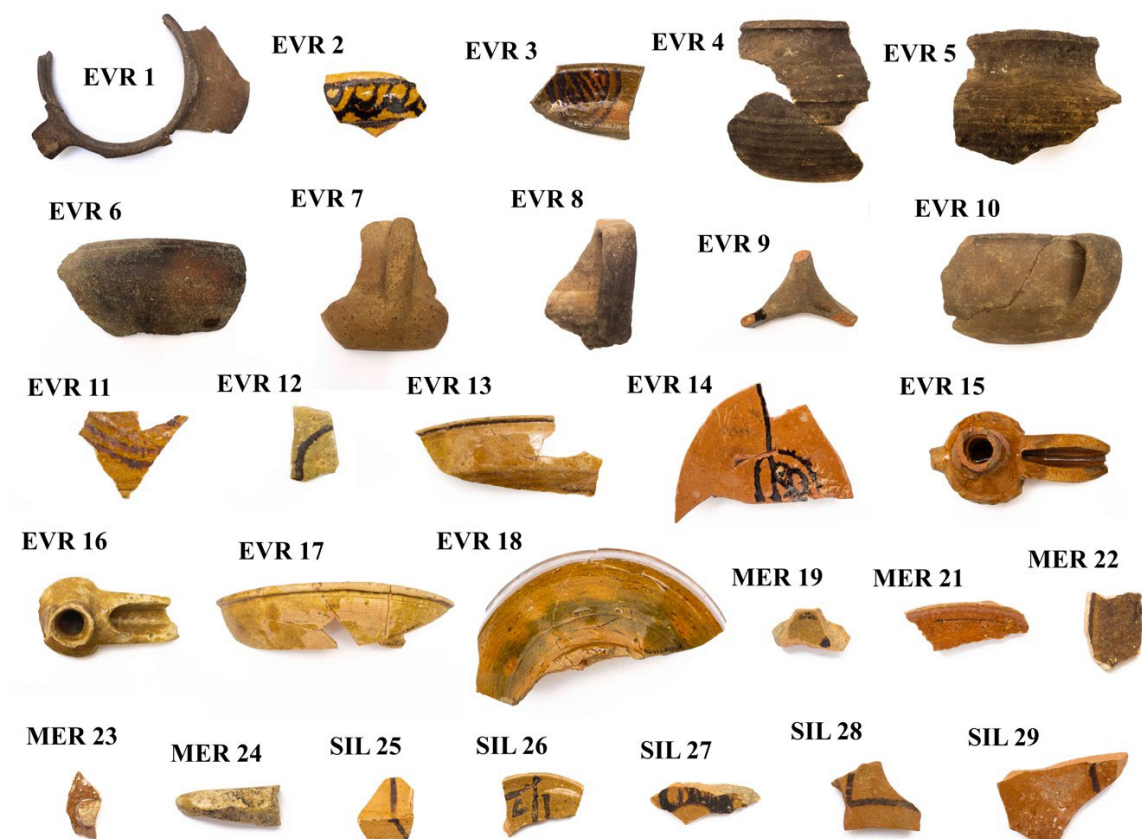 EVR 1
EVR 2
EVR 3
EVR 4
EVR 5
EVR 6
EVR 7
EVR 8
EVR 9
EVR 10
EVR 11
EVR 12
EVR 13
EVR 14
EVR 15
EVR 16
EVR 17
EVR 18
MER 19
MER 21
MER 22
MER 23
MER 24
SIL 25
SIL 26
SIL 27
SIL 28
SIL 29